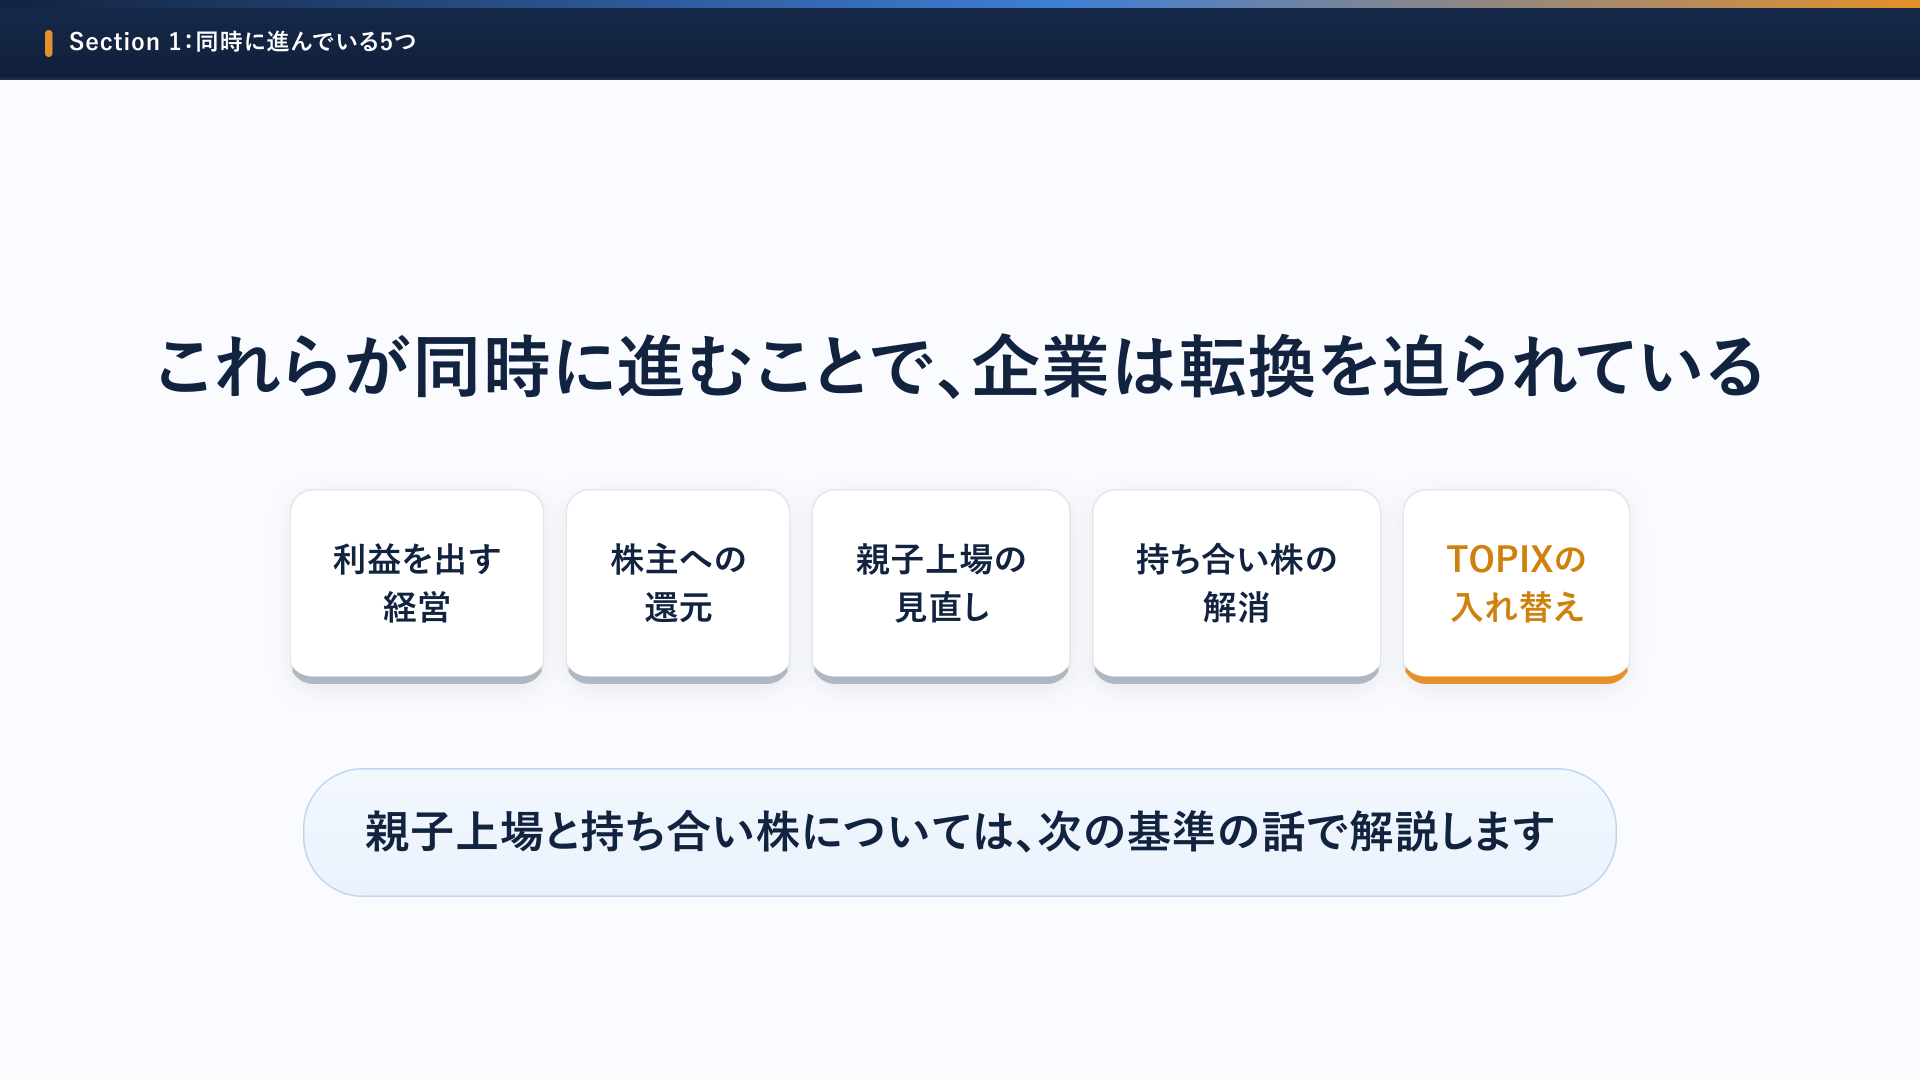 Section 1：同時に進んでいる5つ
これらが同時に進むことで、企業は転換を迫られている
利益を出す
経営
株主への
還元
親子上場の
見直し
持ち合い株の
解消
TOPIXの
入れ替え
親子上場と持ち合い株については、次の基準の話で解説します